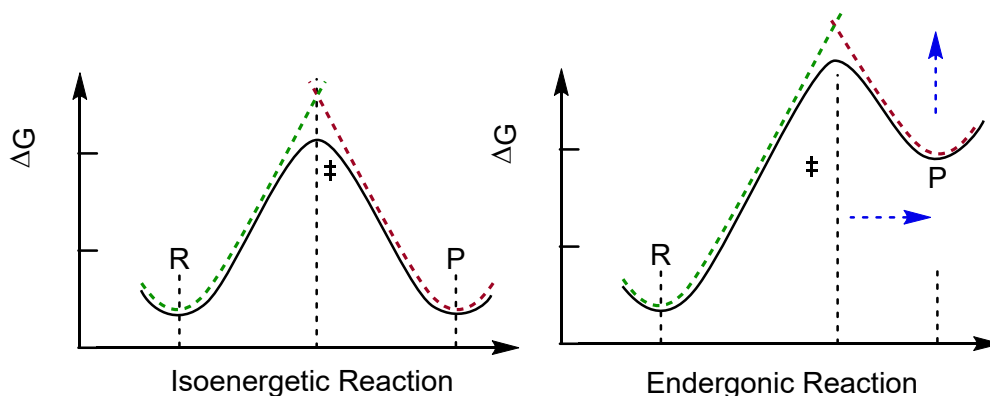 ΔG
R
‡
P
Isoenergetic Reaction
ΔG
R
‡
P
Endergonic Reaction